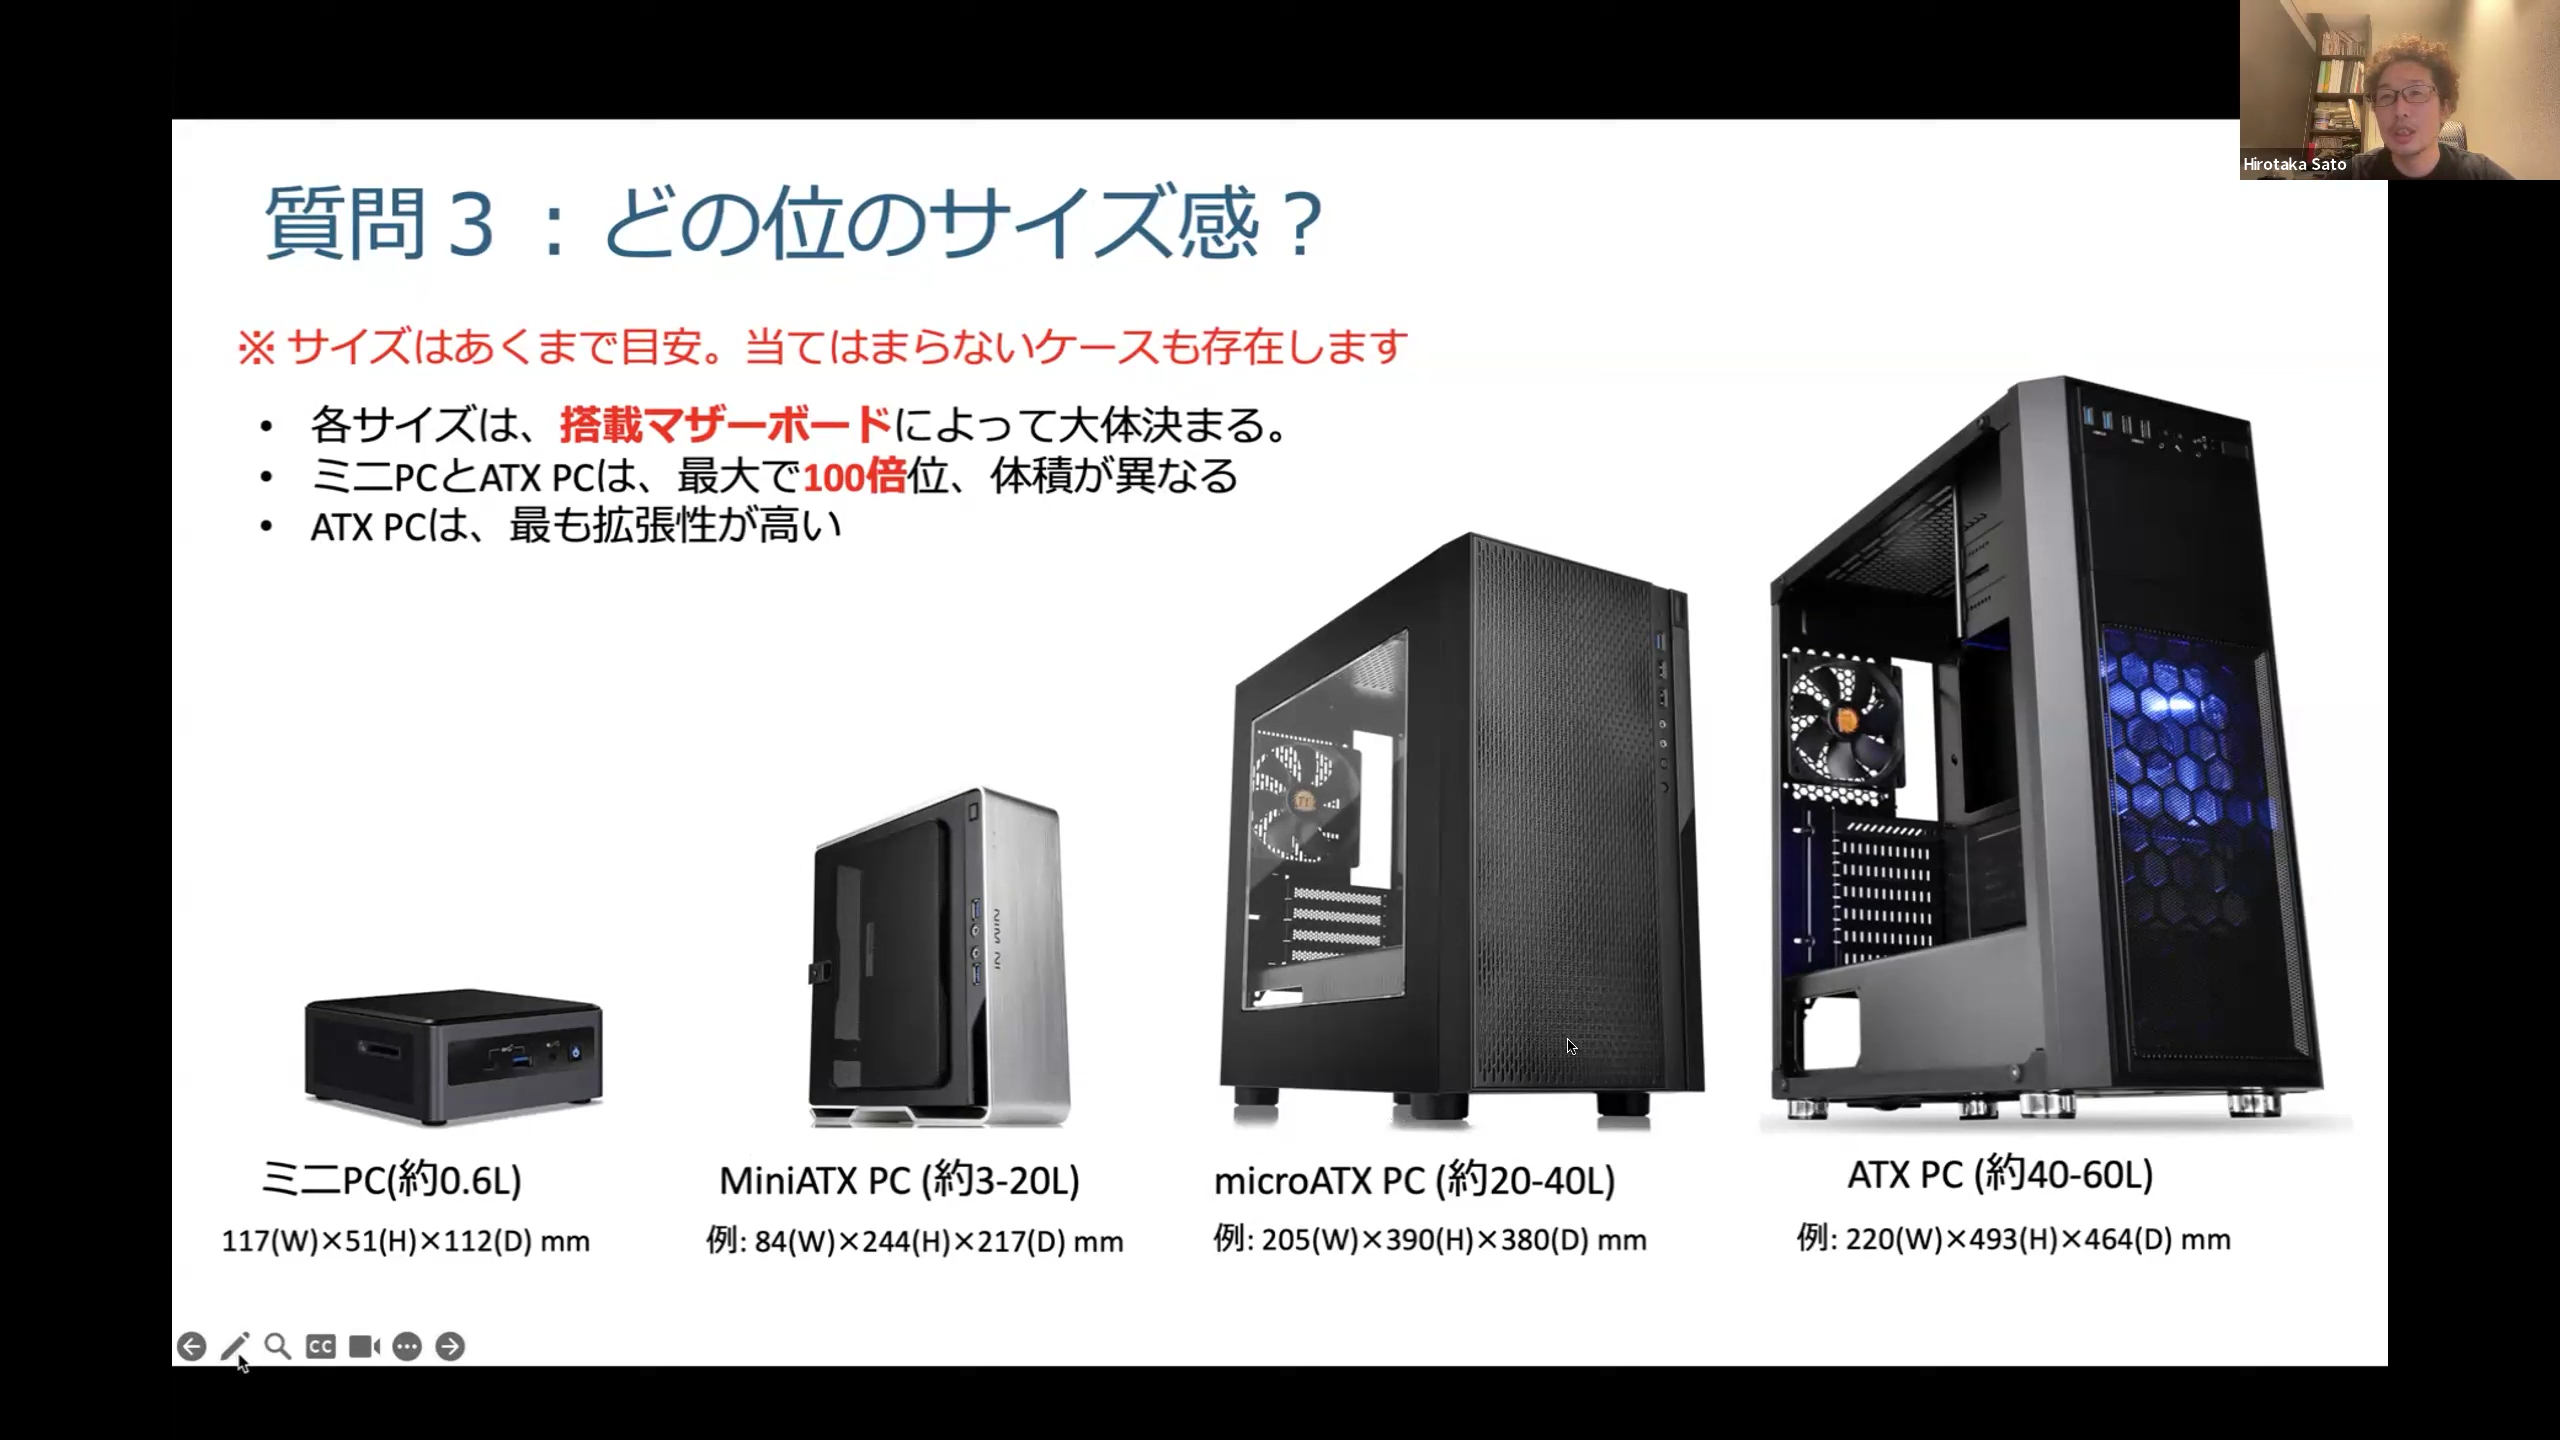 Hirotaka Sato
質問３：どの位のサイズ感？
※ サイズはあくまで目安。当てはまらないケースも存在します
• 各サイズは、搭載マザーボードによって大体決まる。
• ミニPCとATX PCは、最大で100倍位、体積が異なる
• ATX PCは、最も拡張性が高い
ミニPC(約0.6L)
MiniATX PC (約3-20L)
microATX PC (約20-40L)
ATX PC (約40-60L)
117(W)×51(H)×112(D) mm
例: 84(W)×244(H)×217(D) mm
例: 205(W)×390(H)×380(D) mm
例: 220(W)×493(H)×464(D) mm
CC